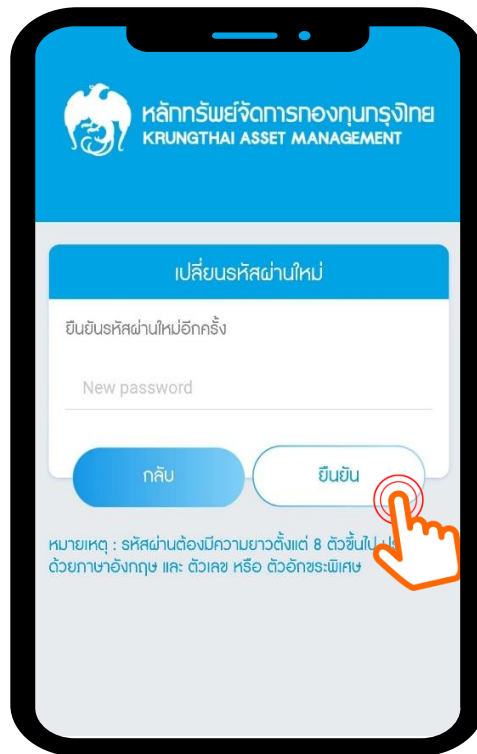 หลักทรัพย์จัดการกองทุนกรุงไทย
KRUNGTHAI ASSET MANAGEMENT
เปลี่ยนรหัสผ่านใหม่
ยืนยันรหัสผ่านใหม่อีกครั้ง
New password
กลับ
ยืนยัน
หมายเหตุ : รหัสผ่านต้องมีความยาวตั้งแต่ 8 ตัวขึ้นไป
ด้วยภาษาอังกฤษ และ ตัวเลข หรือ ตัวอักขระพิเศษ